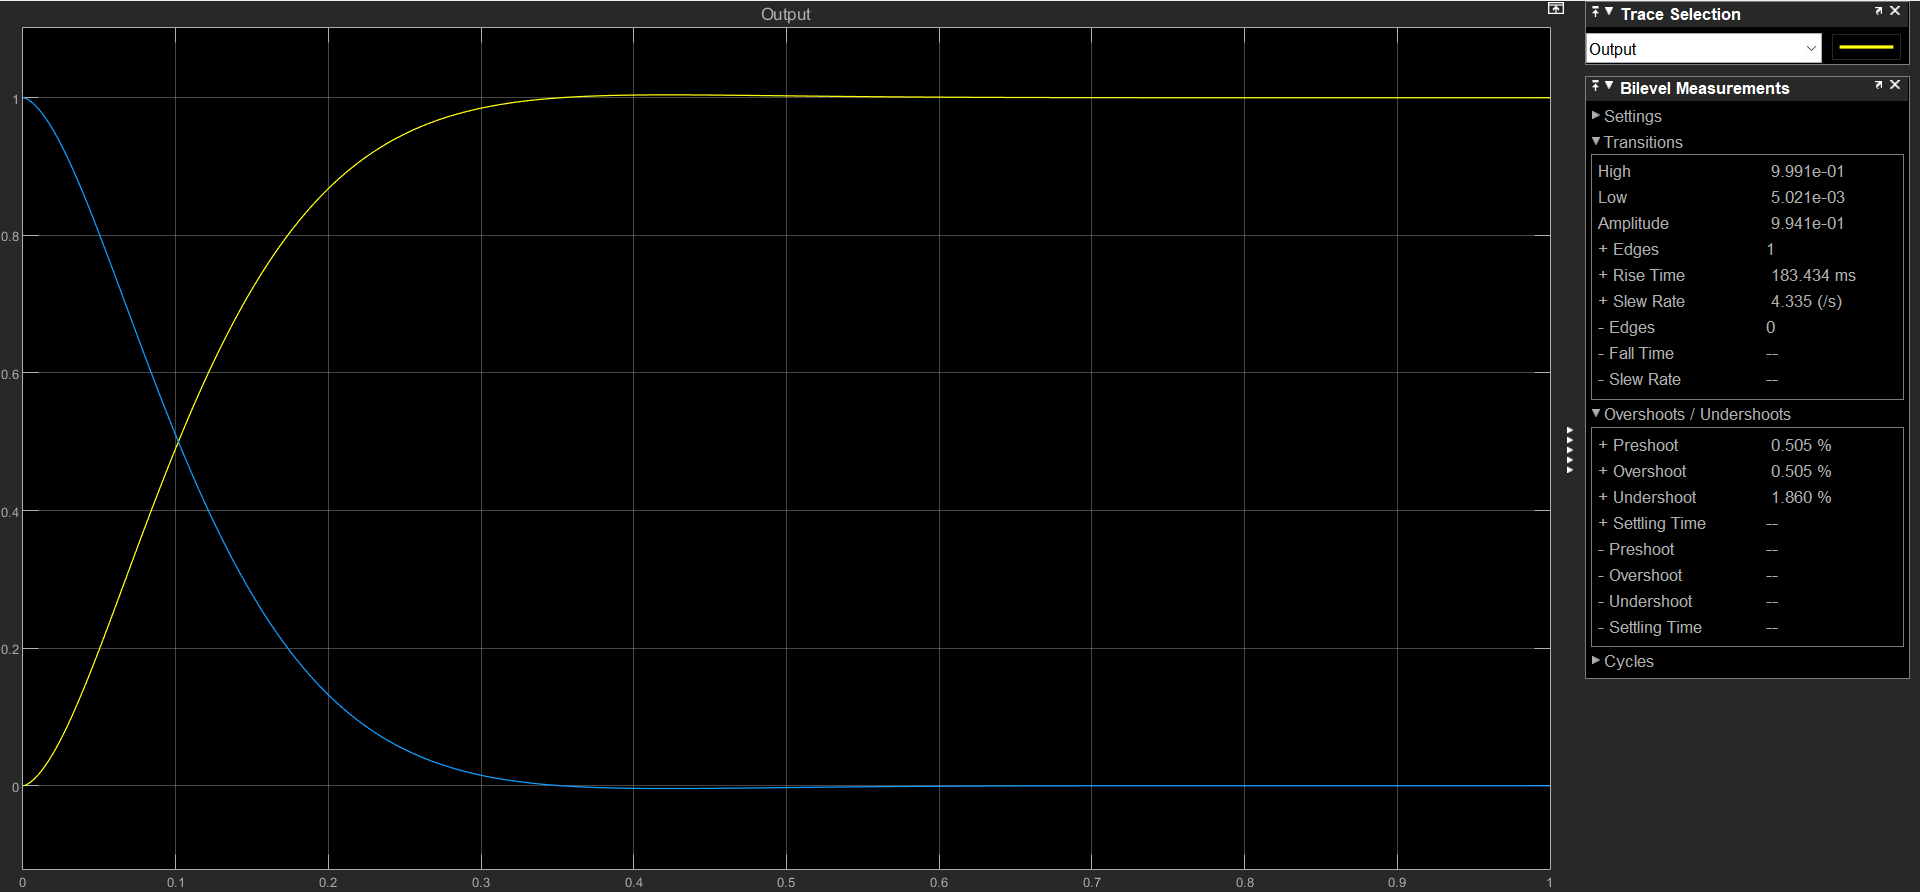 Output
1
0.8
0.6
0.4
0.2
0
0 0.1 0.2 0.3 0.4 0.5 0.6 0.7 0.8 0.9 1
Trace Selection
Output
Bilevel Measurements
Settings
Transitions
High 9.991e-01
Low 5.021e-03
Amplitude 9.941e-01
+ Edges 1
+ Rise Time 183.434 ms
+ Slew Rate 4.335 (/s)
- Edges 0
- Fall Time --
- Slew Rate --
Overshoots / Undershoots
+ Preshoot 0.505 %
+ Overshoot 0.505 %
+ Undershoot 1.860 %
+ Settling Time --
- Preshoot --
- Overshoot --
- Undershoot --
- Settling Time --
Cycles